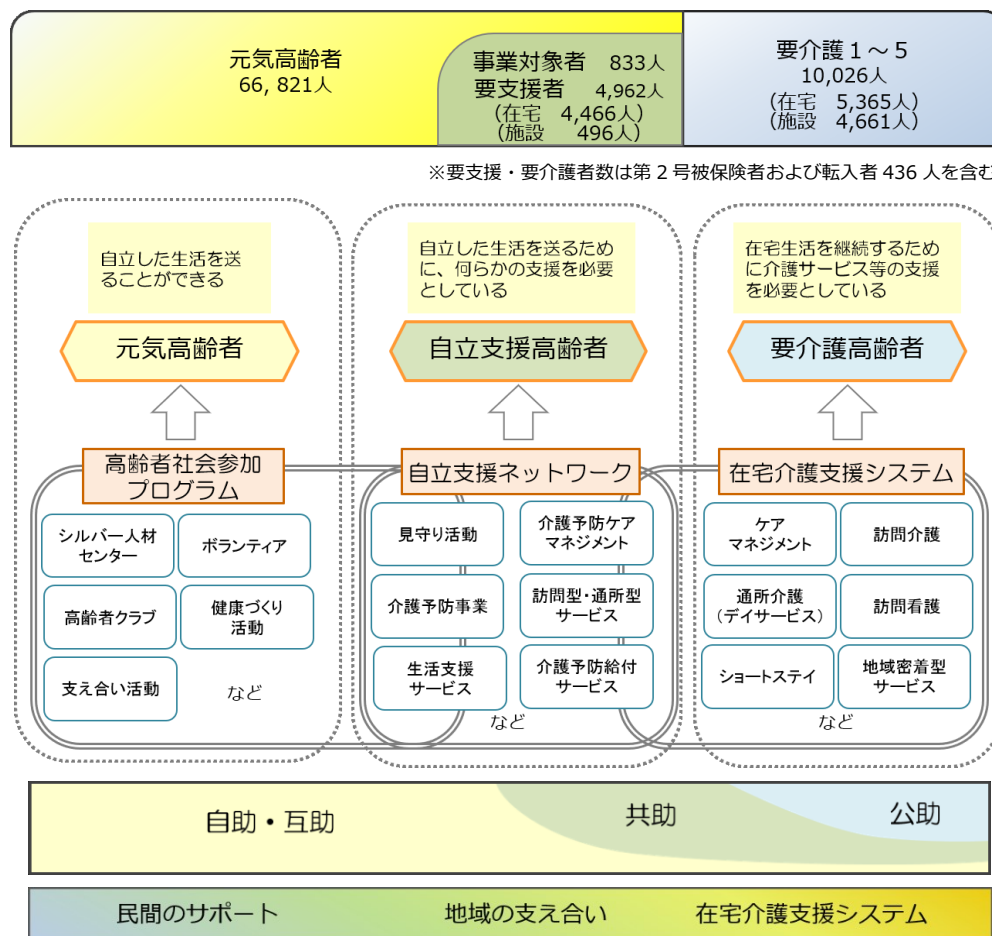 元気高齢者
66,821人
事業対象者 833人
要支援者 4,962人
(在宅 4,466人)
(施設 496人)
要介護１～５
10,026人
(在宅 5,365人)
(施設 4,661人)
※要支援・要介護者数は第２号被保険者および転入者 436 人を含む
自立した生活を送
ることができる
自立した生活を送るため
に、何らかの支援を必要
としている
在宅生活を継続するため
に介護サービス等の支援
を必要としている
元気高齢者
自立支援高齢者
要介護高齢者
高齢者社会参加
プログラム
自立支援ネットワーク
在宅介護支援システム
シルバー人材
センター
ボランティア
高齢者クラブ
健康づくり
活動
支え合い活動
など
見守り活動
介護予防ケア
マネジメント
介護予防事業
訪問型・通所型
サービス
生活支援
サービス
介護予防給付
サービス
など
ケア
マネジメント
訪問介護
通所介護
(デイサービス)
訪問看護
ショートステイ
地域密着型
サービス
など
自助・互助
共助
公助
民間のサポート
地域の支え合い
在宅介護支援システム